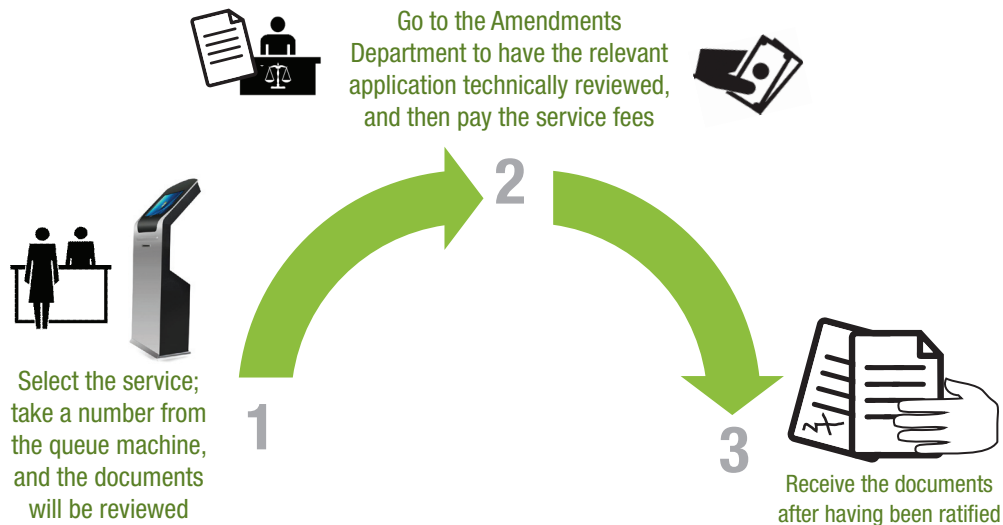 1
Select the service;
take a number from
the queue machine,
and the documents
will be reviewed
2
Go to the Amendments
Department to have the relevant
application technically reviewed,
and then pay the service fees
3
Receive the documents
after having been ratified